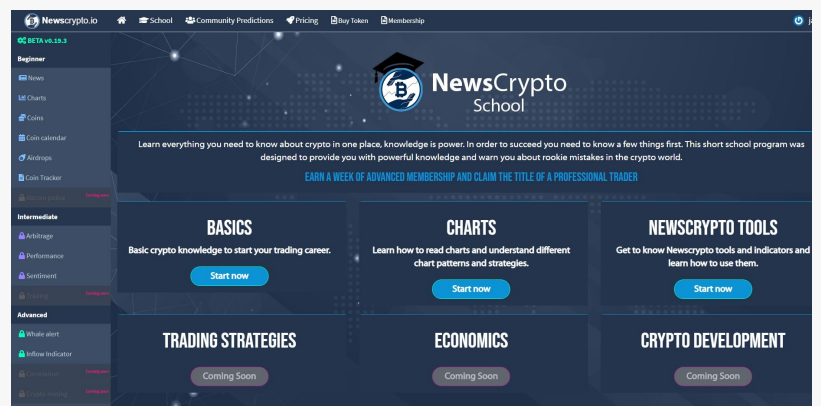 Newscrypto.io
School
Community Predictions
Pricing
Buy Token
Membership
BETA v0.19.3
Beginner
News
Charts
Coins
Coin calendar
Airdrops
Coin Tracker
Coming soon
Intermediate
Arbitrage
Performance
Sentiment
Coming soon
Advanced
Whale alert
Inflow Indicator
Coming soon
Coming soon
NewsCrypto
School
Learn everything you need to know about crypto in one place, knowledge is power. In order to succeed you need to know a few things first. This short school program was
designed to provide you with powerful knowledge and warn you about rookie mistakes in the crypto world.
EARN A WEEK OF ADVANCED MEMBERSHIP AND CLAIM THE TITLE OF A PROFESSIONAL TRADER
BASICS
Basic crypto knowledge to start your trading career.
Start now
CHARTS
Learn how to read charts and understand different
chart patterns and strategies.
Start now
NEWSCRYPTO TOOLS
Get to know Newscrypto tools and indicators and
learn how to use them.
Start now
TRADING STRATEGIES
Coming Soon
ECONOMICS
Coming Soon
CRYPTO DEVELOPMENT
Coming Soon